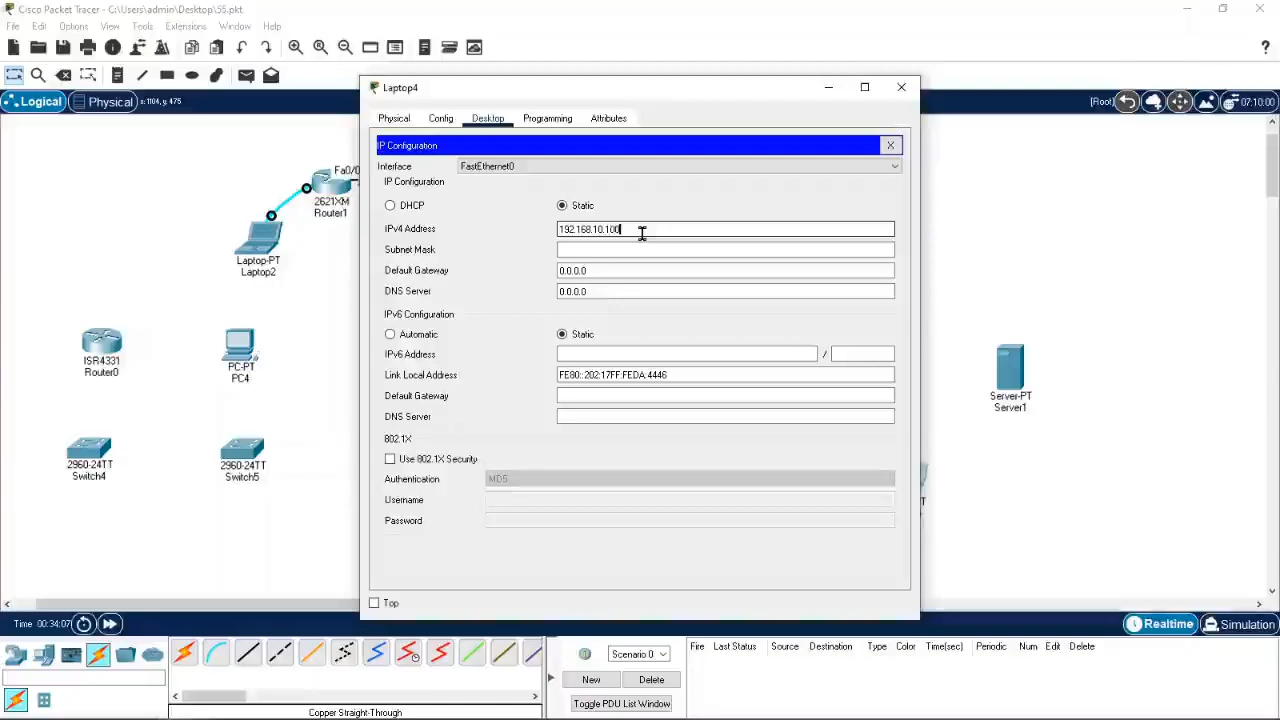 Cisco Packet Tracer - C:\Users\admin\Desktop\55.pkt
File Edit Options View Tools Extensions Window Help
?
Logical Physical x: 1104, y: 475
[Root] 07:10:00
Laptop4
Physical Config Desktop Programming Attributes
IP Configuration X
Interface FastEthernet0
IP Configuration
DHCP Static
IPv4 Address 192.168.10.100
Subnet Mask
Default Gateway 0.0.0.0
DNS Server 0.0.0.0
IPv6 Configuration
Automatic Static
IPv6 Address /
Link Local Address FE80::202:17FF:FEDA:4446
Default Gateway
DNS Server
802.1X
Use 802.1X Security
Authentication MD5
Username
Password
Top
Fa0/0
2621XM
Router1
Laptop-PT
Laptop2
ISR4331
Router0
PC-PT
PC4
2960-24TT
Switch4
2960-24TT
Switch5
Server-PT
Server1
Time: 00:34:07
Realtime Simulation
Scenario 0
New Delete
Toggle PDU List Window
Fire Last Status Source Destination Type Color Time(sec) Periodic Num Edit Delete
Copper Straight-Through